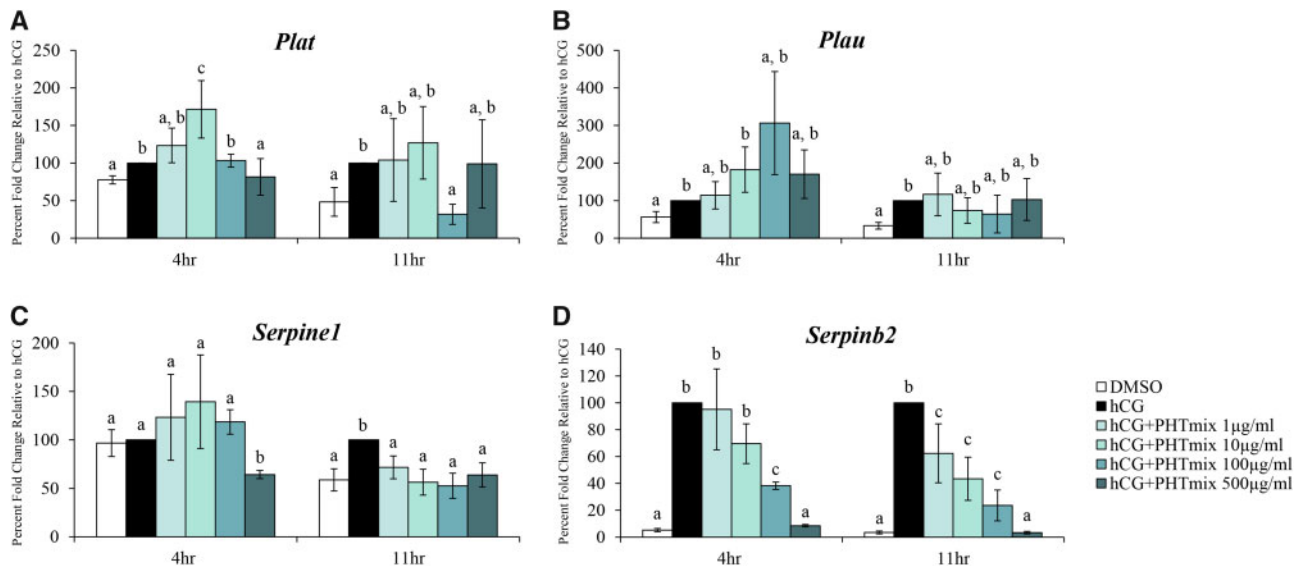 A
Plat
Percent Fold Change Relative to hCG
250
200
150
100
50
0
a
b
a, b
c
b
a
a
b
a, b
a, b
a
a, b
4hr
11hr
B
Plau
Percent Fold Change Relative to hCG
500
400
300
200
100
0
a
b
a, b
b
a, b
a, b
a
b
a, b
a, b
a, b
a, b
4hr
11hr
C
Serpine1
Percent Fold Change Relative to hCG
200
150
100
50
0
a
a
a
a
a
b
a
b
a
a
a
a
4hr
11hr
D
Serpinb2
Percent Fold Change Relative to hCG
140
120
100
80
60
40
20
0
a
b
b
b
c
a
a
b
c
c
c
a
4hr
11hr
DMSO
hCG
hCG+PHTmix 1µg/ml
hCG+PHTmix 10µg/ml
hCG+PHTmix 100µg/ml
hCG+PHTmix 500µg/ml